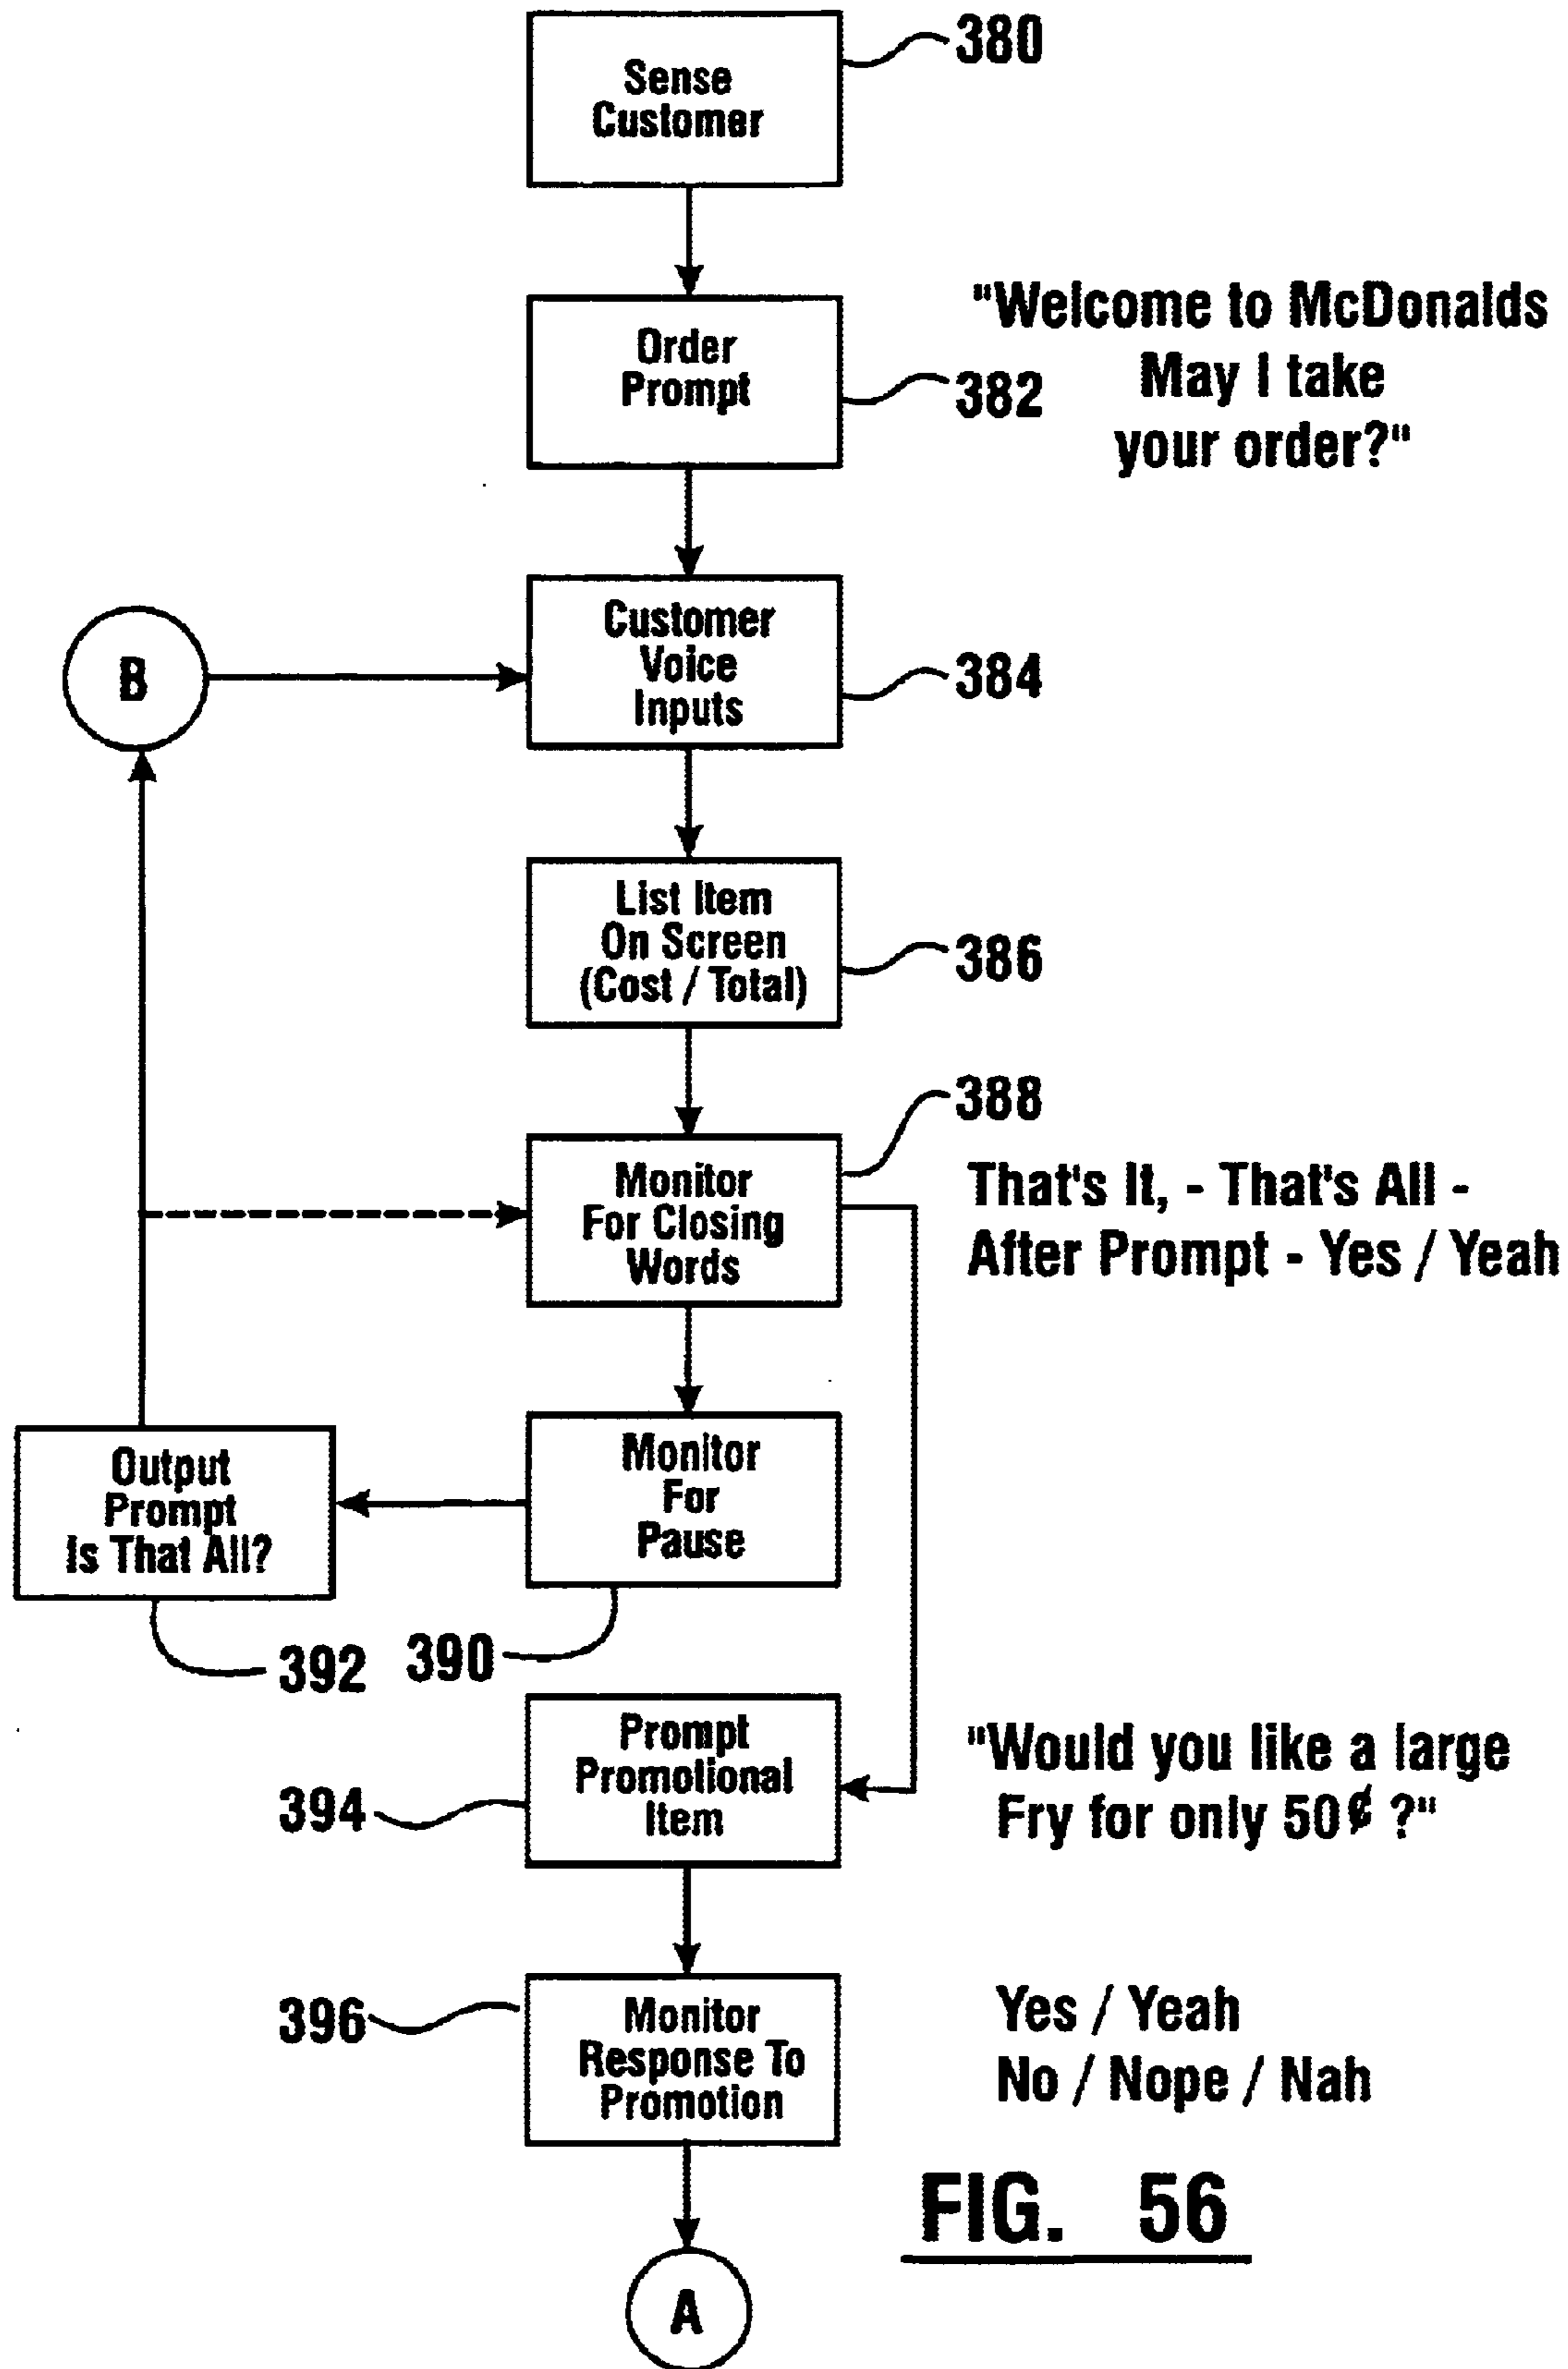 Sense
Customer
380
Order
Prompt
382
"Welcome to McDonalds
May I take
your order?"
B
Customer
Voice
Inputs
384
List Item
On Screen
(Cost / Total)
386
388
Monitor
For Closing
Words
That's It, - That's All -
After Prompt - Yes / Yeah
Output
Prompt
Is That All?
Monitor
For
Pause
392
390
Prompt
Promotional
Item
394
"Would you like a large
Fry for only 50¢ ?"
396
Monitor
Response To
Promotion
Yes / Yeah
No / Nope / Nah
FIG. 56
A